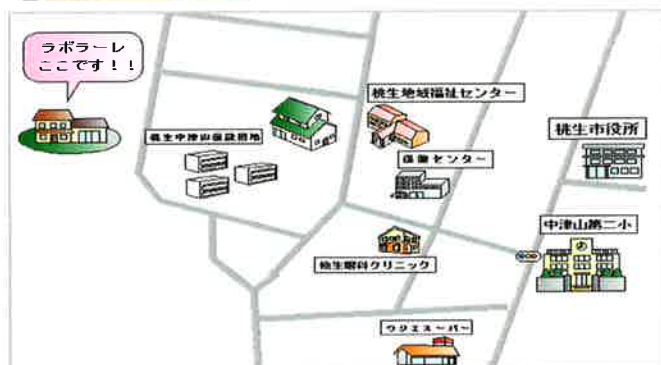 ラボラーレ
ここです！！
桃生地域福祉センター
桃生中津山仮設団地
保健センター
桃生市役所
中津山第二小
桃生眼科クリニック
ウジエスーパー